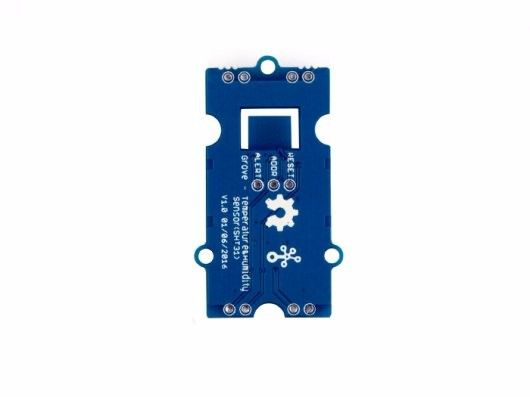 ALERT
ADDR
RESET
Grove - Temperature&Humidity
Sensor(SHT31)
V1.0 01/06/2016